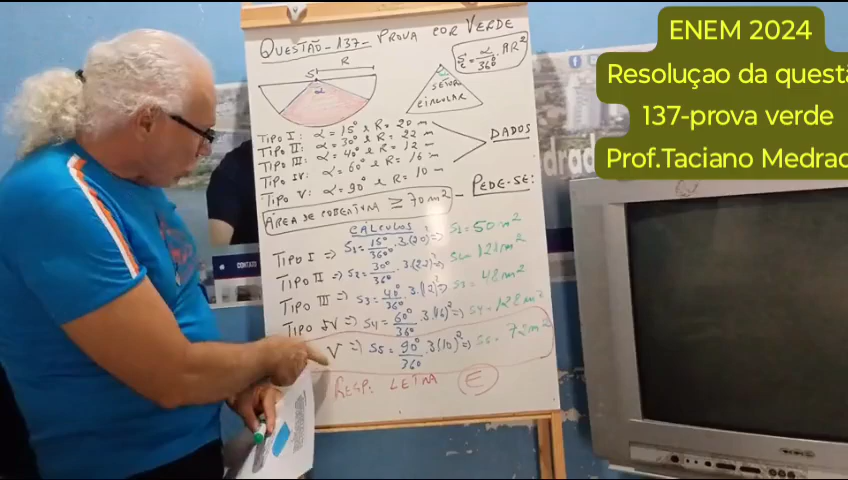 ENEM 2024
Resoluçao da questã
137-prova verde
Prof.Taciano Medrad
QUESTÃO - 137 - PROVA COR VERDE
R
S
α
Sc = α/360° · πR²
SETOR
CIRCULAR
TIPO I: α = 15° e R = 20 m
TIPO II: α = 30° e R = 22 m
TIPO III: α = 40° e R = 12 m
TIPO IV: α = 60° e R = 16 m
TIPO V: α = 90° e R = 10 m
DADOS
ÁREA DE COBERTURA ≥ 70 m² - PEDE-SE:
CÁLCULOS
TIPO I => S1 = 15°/360° · 3(20)² => S1 = 50 m²
TIPO II => S2 = 30°/360° · 3(22)² => S2 = 121 m²
TIPO III => S3 = 40°/360° · 3·(12)² => S3 = 48 m²
TIPO IV => S4 = 60°/360° · 3(16)² => S4 = 128 m²
V => S5 = 90°/360 · 3(10)² => S5 = 75 m²
RESP: LETRA E
CONTATO